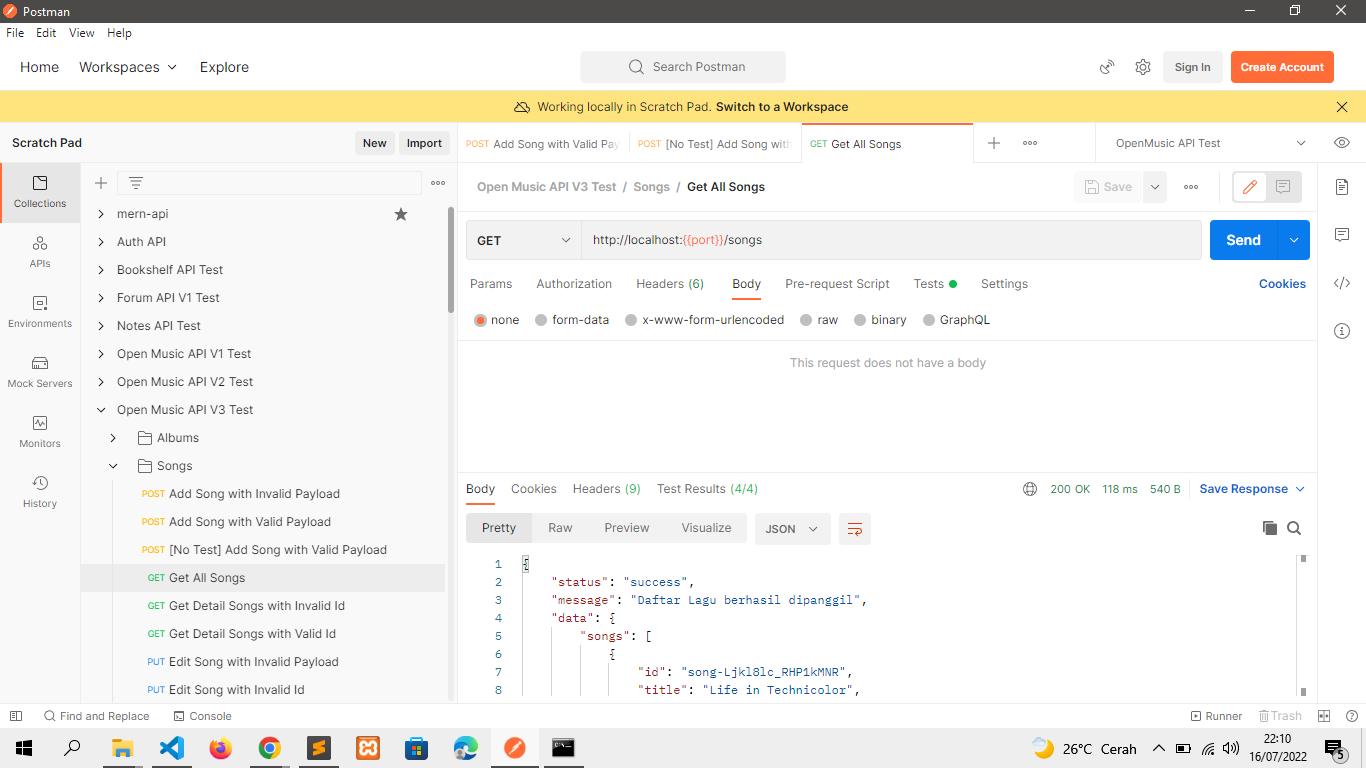 Postman
File Edit View Help
Home Workspaces Explore Search Postman Sign In Create Account
Working locally in Scratch Pad. Switch to a Workspace
Scratch Pad New Import
POST Add Song with Valid Pay POST [No Test] Add Song with GET Get All Songs OpenMusic API Test
Collections
APIs
Environments
Mock Servers
Monitors
History
mern-api
Auth API
Bookshelf API Test
Forum API V1 Test
Notes API Test
Open Music API V1 Test
Open Music API V2 Test
Open Music API V3 Test
Albums
Songs
POST Add Song with Invalid Payload
POST Add Song with Valid Payload
POST [No Test] Add Song with Valid Payload
GET Get All Songs
GET Get Detail Songs with Invalid Id
GET Get Detail Songs with Valid Id
PUT Edit Song with Invalid Payload
PUT Edit Song with Invalid Id
Open Music API V3 Test / Songs / Get All Songs Save
GET http://localhost:{{port}}/songs Send
Params Authorization Headers (6) Body Pre-request Script Tests Settings Cookies
none form-data x-www-form-urlencoded raw binary GraphQL
This request does not have a body
Body Cookies Headers (9) Test Results (4/4) 200 OK 118 ms 540 B Save Response
Pretty Raw Preview Visualize JSON
1 {
2 "status": "success",
3 "message": "Daftar Lagu berhasil dipanggil",
4 "data": {
5 "songs": [
6 {
7 "id": "song-Ljkl8lc_RHP1kMNR",
8 "title": "Life in Technicolor",
Find and Replace Console Runner Trash
26°C Cerah 22:10
16/07/2022
5